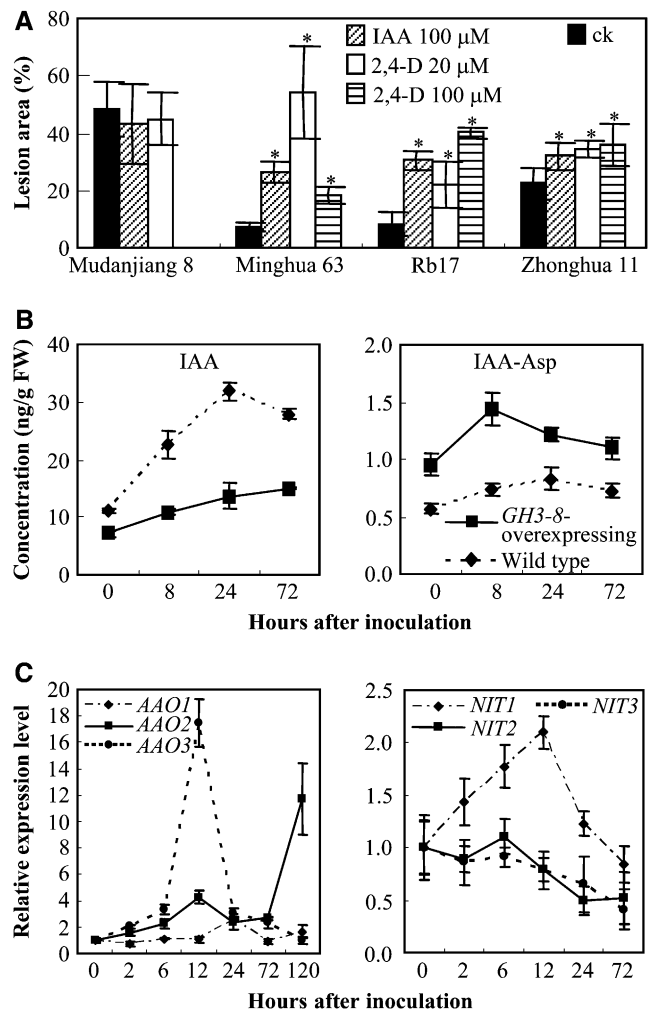 A
Lesion area (%)
80
60
40
20
0
IAA 100 µM
2,4-D 20 µM
2,4-D 100 µM
ck
* * * * * * * * *
Mudanjiang 8 Minghua 63 Rb17 Zhonghua 11
B
Concentration (ng/g FW)
IAA
40
30
20
10
0
0 8 24 72
IAA-Asp
2.0
1.5
1.0
0.5
0.0
GH3-8-
overexpressing
Wild type
0 8 24 72
Hours after inoculation
C
Relative expression level
20
18
16
14
12
10
8
6
4
2
0
AAO1
AAO2
AAO3
0 2 6 12 24 72 120
2.5
2.0
1.5
1.0
0.5
0.0
NIT1 NIT3
NIT2
0 2 6 12 24 72
Hours after inoculation